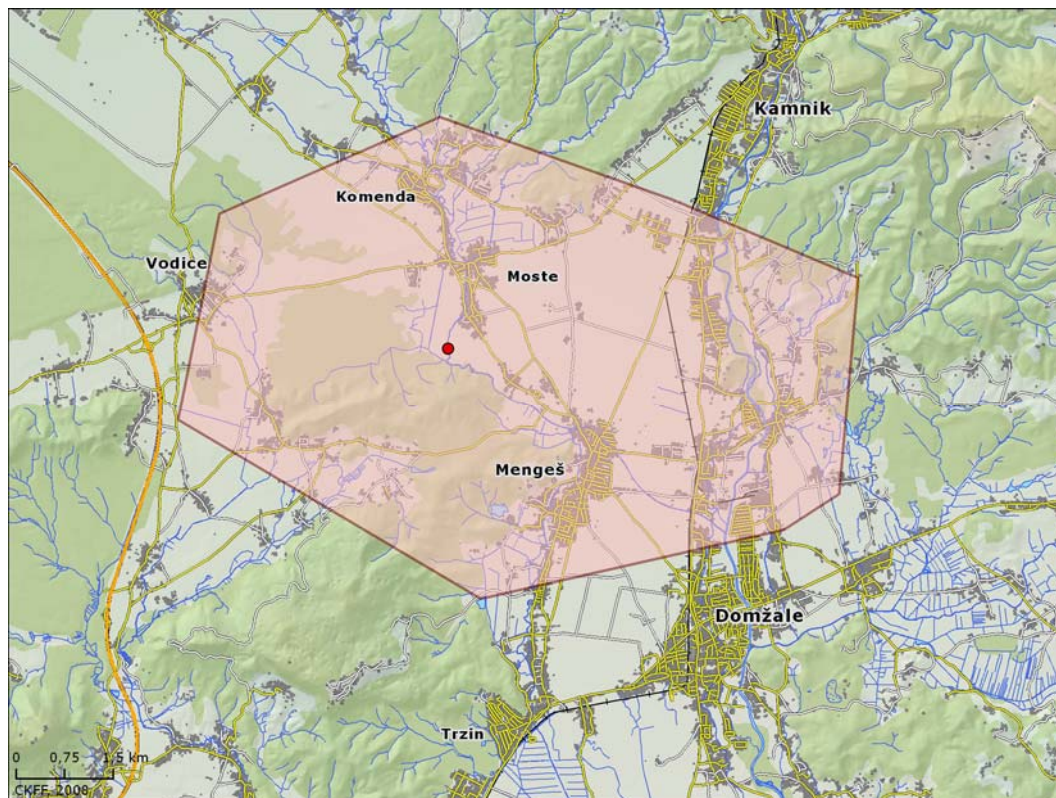 Kamnik
Komenda
Vodice
Moste
Mengeš
Domžale
Trzin
0 0,75 1,5 km
CKFF, 2008